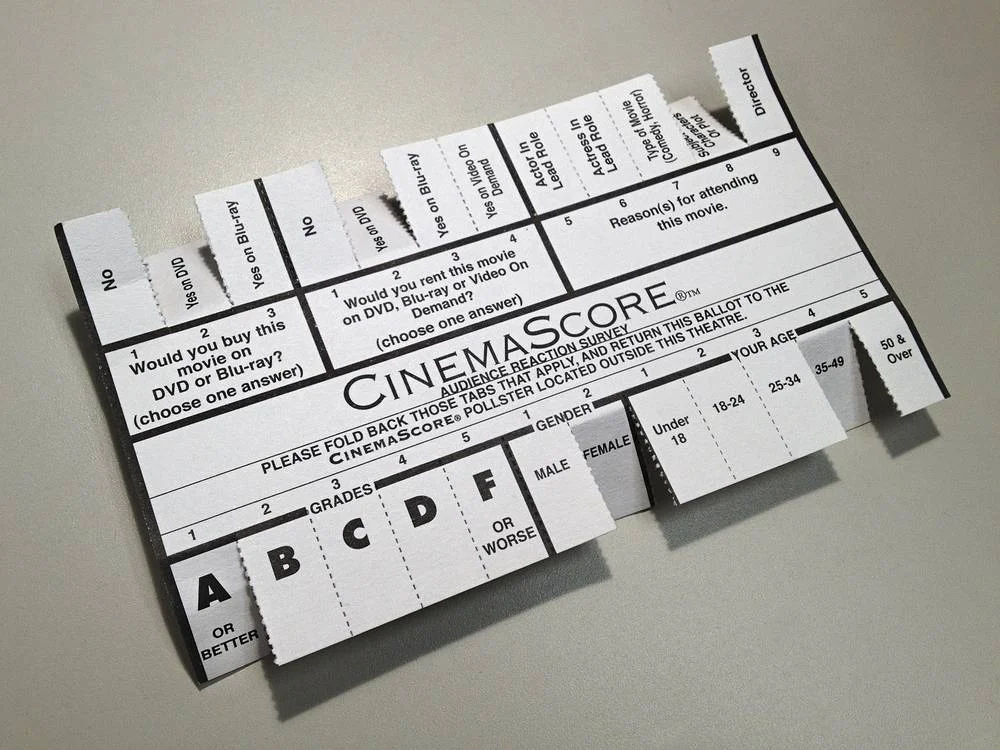 NO
Yes on DVD
Yes on Blu-ray
1 2 3
Would you buy this
movie on
DVD or Blu-ray?
(choose one answer)
NO
Yes on DVD
Yes on Blu-ray
Yes on Video On
Demand
1 2 3 4
Would you rent this movie
on DVD, Blu-ray or Video On
Demand?
(choose one answer)
Actor In
Lead Role
Actress In
Lead Role
Type of Movie
(Comedy, Horror)
Characters
Or Plot
Director
5 6 7 8 9
Reason(s) for attending
this movie.
CINEMASCORE®™
AUDIENCE REACTION SURVEY
PLEASE FOLD BACK THOSE TABS THAT APPLY, AND RETURN THIS BALLOT TO THE
CINEMASCORE® POLLSTER LOCATED OUTSIDE THIS THEATRE.
1 2 3 4 5
GRADES
A
OR
BETTER
B
C
D
F
OR
WORSE
1 2
GENDER
MALE
FEMALE
1 2 3 4 5
YOUR AGE
Under
18
18-24
25-34
35-49
50 &
Over